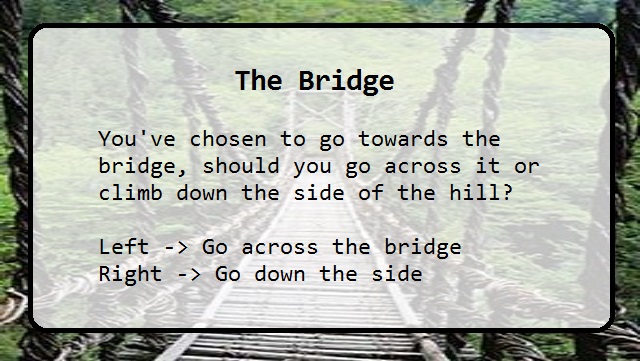 The Bridge
You've chosen to go towards the
bridge, should you go across it or
climb down the side of the hill?
Left -> Go across the bridge
Right -> Go down the side